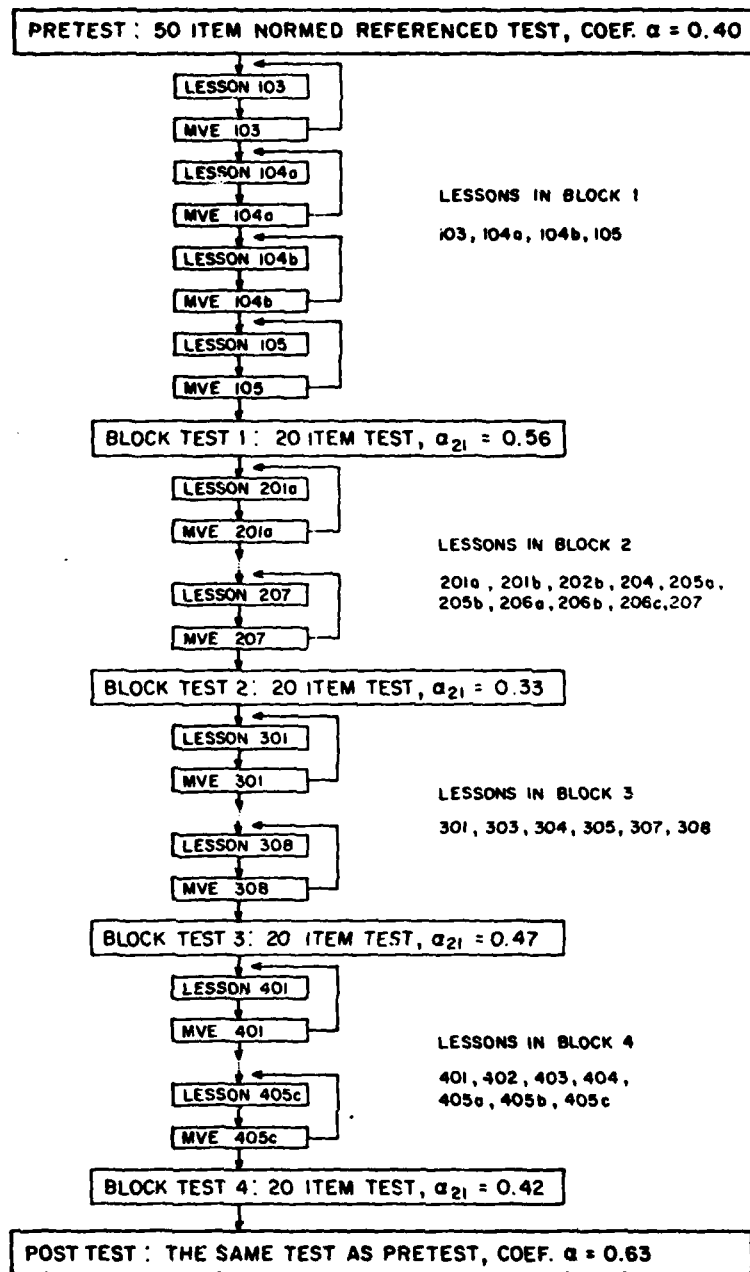 PRETEST: 50 ITEM NORMED REFERENCED TEST, COEF. α = 0.40
LESSON 103
MVE 103
LESSON 104a
MVE 104a
LESSONS IN BLOCK 1
103, 104a, 104b, 105
LESSON 104b
MVE 104b
LESSON 105
MVE 105
BLOCK TEST 1: 20 ITEM TEST, α21 = 0.56
LESSON 201a
MVE 201a
LESSONS IN BLOCK 2
201a, 201b, 202b, 204, 205a,
205b, 206a, 206b, 206c, 207
LESSON 207
MVE 207
BLOCK TEST 2: 20 ITEM TEST, α21 = 0.33
LESSON 301
MVE 301
LESSONS IN BLOCK 3
301, 303, 304, 305, 307, 308
LESSON 308
MVE 308
BLOCK TEST 3: 20 ITEM TEST, α21 = 0.47
LESSON 401
MVE 401
LESSONS IN BLOCK 4
401, 402, 403, 404,
405a, 405b, 405c
LESSON 405c
MVE 405c
BLOCK TEST 4: 20 ITEM TEST, α21 = 0.42
POST TEST: THE SAME TEST AS PRETEST, COEF. α = 0.63